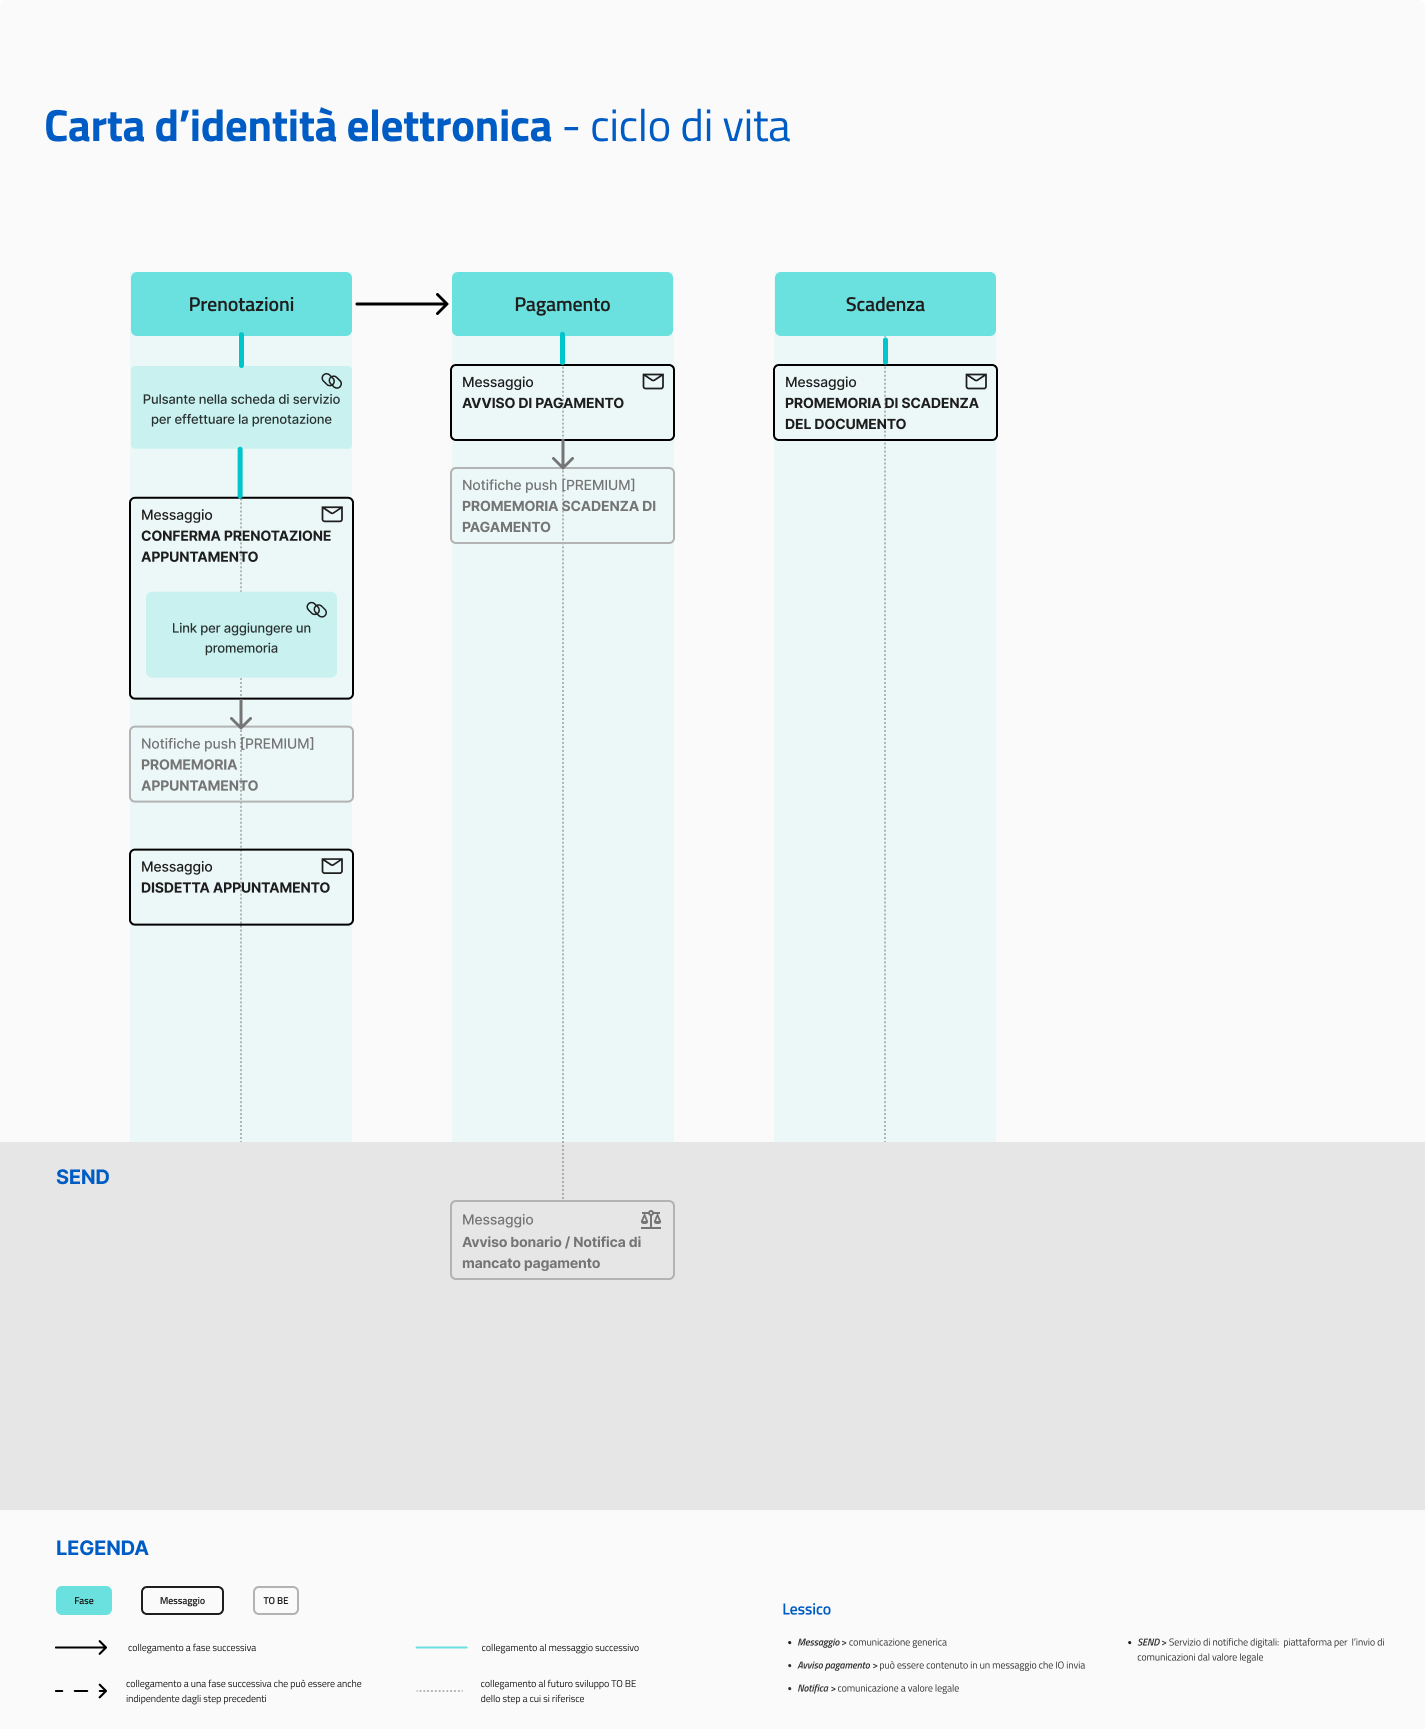 Carta d’identità elettronica - ciclo di vita
Prenotazioni
Pulsante nella scheda di servizio
per effettuare la prenotazione
Messaggio
CONFERMA PRENOTAZIONE
APPUNTAMENTO
Link per aggiungere un
promemoria
Notifiche push [PREMIUM]
PROMEMORIA
APPUNTAMENTO
Messaggio
DISDETTA APPUNTAMENTO
Pagamento
Messaggio
AVVISO DI PAGAMENTO
Notifiche push [PREMIUM]
PROMEMORIA SCADENZA DI
PAGAMENTO
Scadenza
Messaggio
PROMEMORIA DI SCADENZA
DEL DOCUMENTO
SEND
Messaggio
Avviso bonario / Notifica di
mancato pagamento
LEGENDA
Fase
Messaggio
TO BE
collegamento a fase successiva
collegamento a una fase successiva che può essere anche
indipendente dagli step precedenti
collegamento al messaggio successivo
collegamento al futuro sviluppo TO BE
dello step a cui si riferisce
Lessico
• Messaggio > comunicazione generica
• Avviso pagamento > può essere contenuto in un messaggio che IO invia
• Notifica > comunicazione a valore legale
• SEND > Servizio di notifiche digitali: piattaforma per l’invio di
comunicazioni dal valore legale